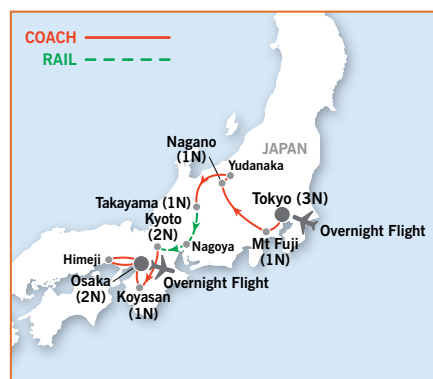 COACH
RAIL
JAPAN
Nagano
(1N)
Yudanaka
Takayama (1N)
Tokyo (3N)
Kyoto
(2N)
Overnight Flight
Nagoya
Mt Fuji
(1N)
Himeji
Osaka
(2N)
Overnight Flight
Koyasan
(1N)